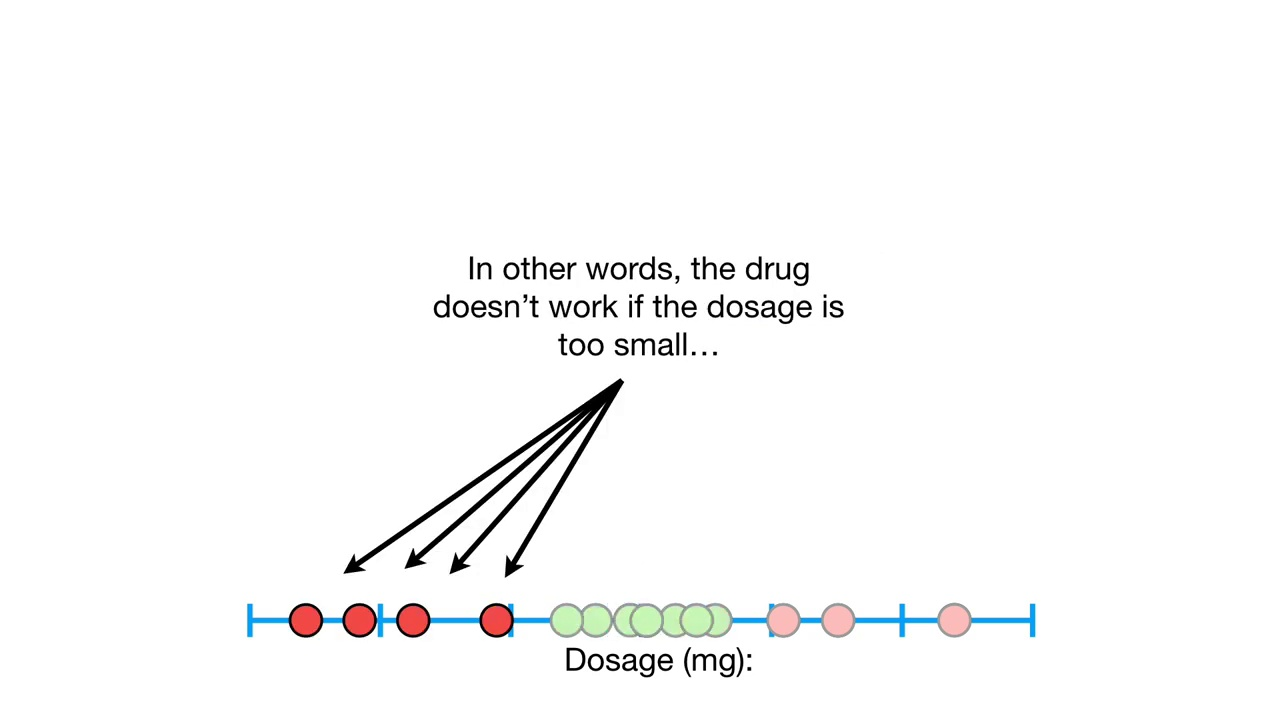 In other words, the drug
doesn’t work if the dosage is
too small…
Dosage (mg):